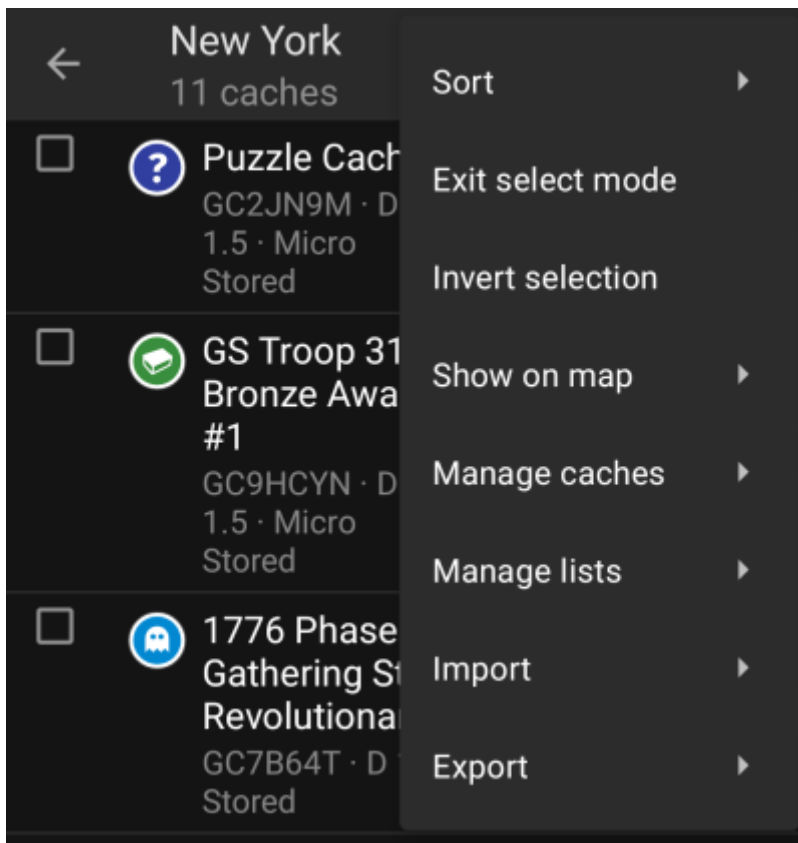 New York
11 caches
Puzzle Cach
GC2JN9M · D
1.5 · Micro
Stored
GS Troop 31
Bronze Awa
#1
GC9HCYN · D
1.5 · Micro
Stored
1776 Phase
Gathering St
Revolutiona
GC7B64T · D
Stored
Sort
Exit select mode
Invert selection
Show on map
Manage caches
Manage lists
Import
Export